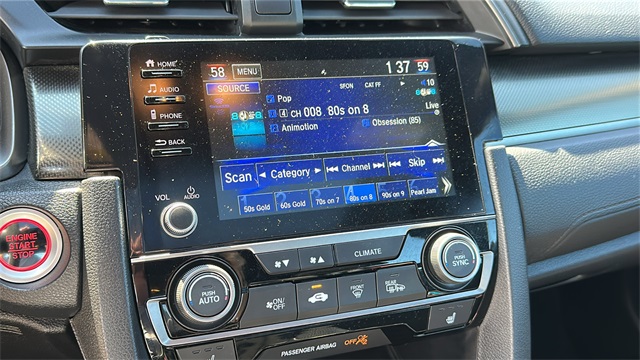 HOME
AUDIO
PHONE
BACK
VOL
AUDIO
58 MENU 1 37 59
SOURCE
SFON CAT FF
10
Pop
4 CH 008 80s on 8
Live
Animotion
Obsession (85)
Scan Category Channel Skip
50s Gold 60s Gold 70s on 7 80s on 8 90s on 9 Pearl Jam
ENGINE
START
STOP
CLIMATE
PUSH
AUTO
ON/
OFF
FRONT
REAR
PUSH
SYNC
PASSENGER AIRBAG OFF